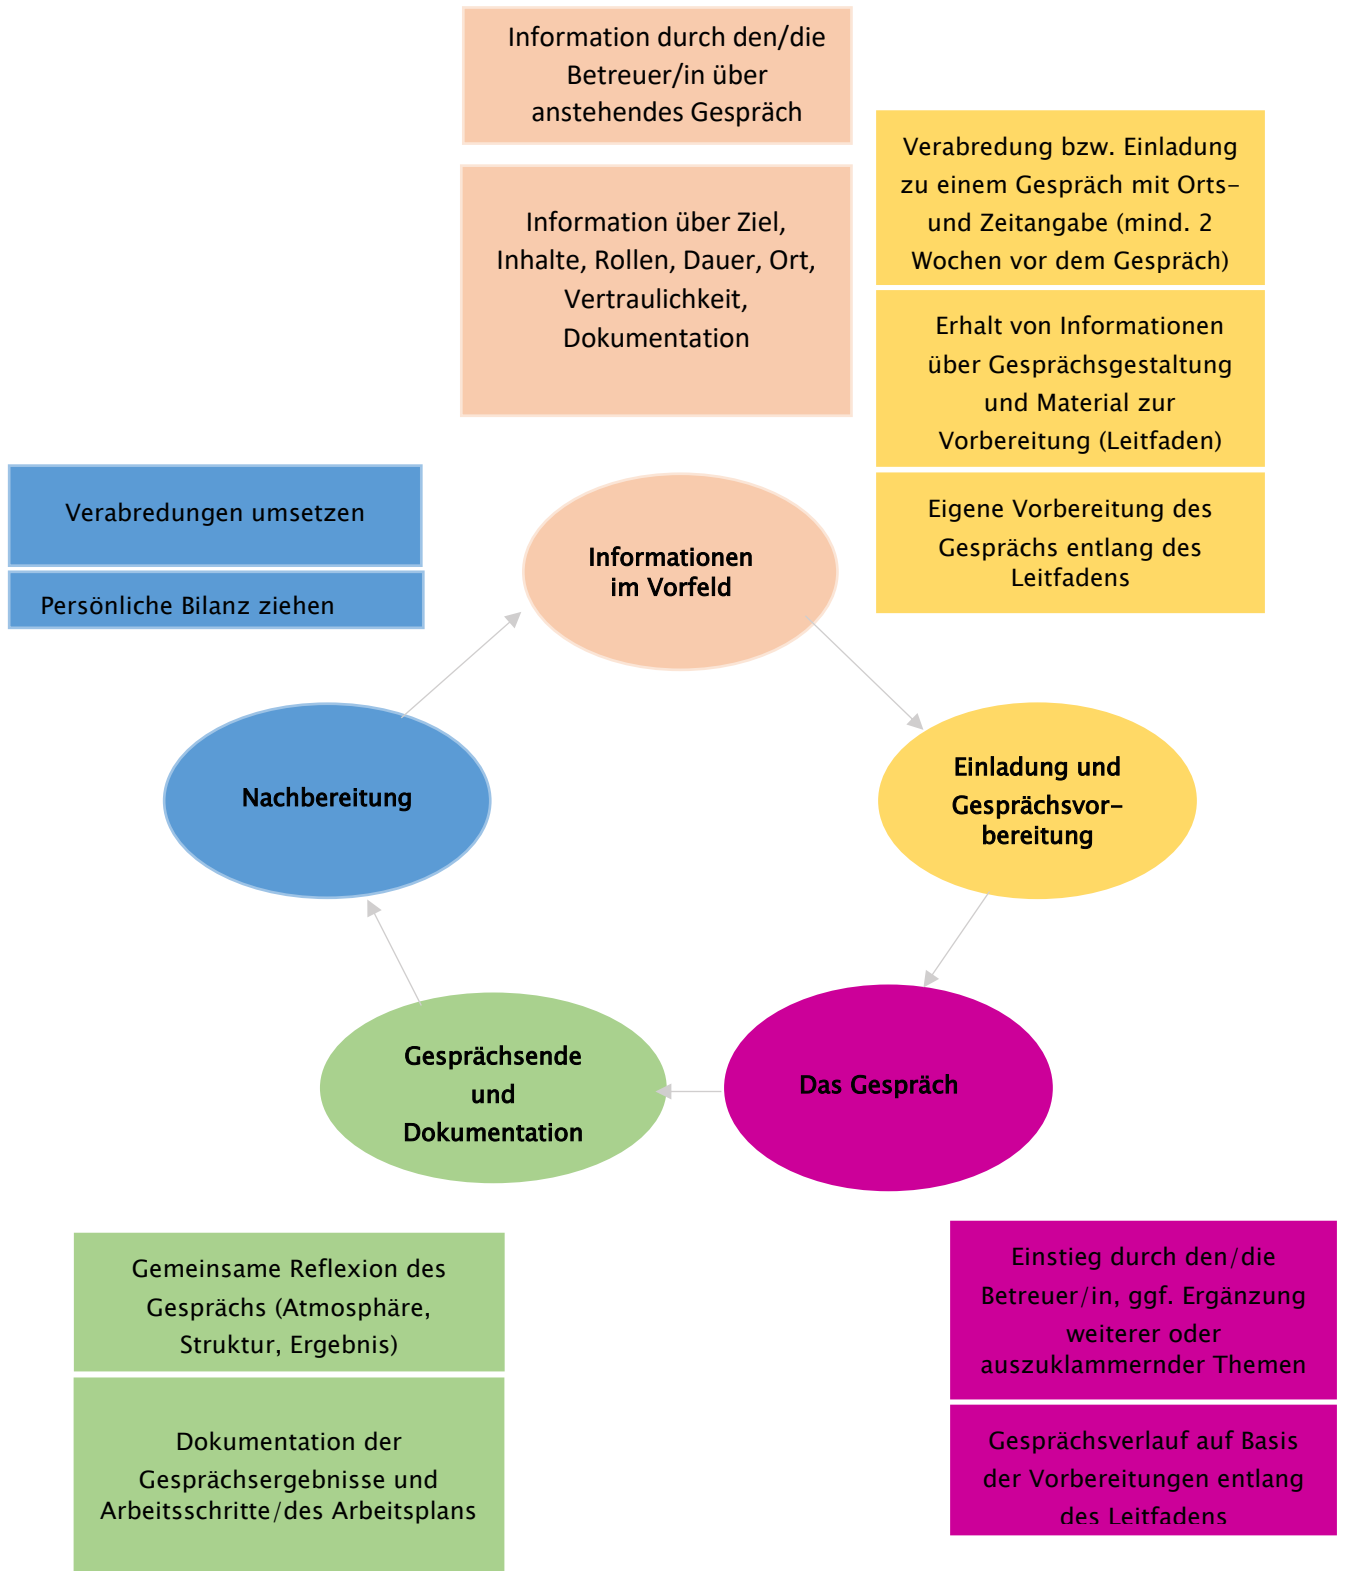 Information durch den/die
Betreuer/in über
anstehendes Gespräch
Information über Ziel,
Inhalte, Rollen, Dauer, Ort,
Vertraulichkeit,
Dokumentation
Verabredung bzw. Einladung
zu einem Gespräch mit Orts-
und Zeitangabe (mind. 2
Wochen vor dem Gespräch)
Erhalt von Informationen
über Gesprächsgestaltung
und Material zur
Vorbereitung (Leitfaden)
Eigene Vorbereitung des
Gesprächs entlang des
Leitfadens
Verabredungen umsetzen
Persönliche Bilanz ziehen
Informationen
im Vorfeld
Einladung und
Gesprächsvor-
bereitung
Nachbereitung
Das Gespräch
Gesprächsende
und
Dokumentation
Gemeinsame Reflexion des
Gesprächs (Atmosphäre,
Struktur, Ergebnis)
Dokumentation der
Gesprächsergebnisse und
Arbeitsschritte/des Arbeitsplans
Einstieg durch den/die
Betreuer/in, ggf. Ergänzung
weiterer oder
auszuklammernder Themen
Gesprächsverlauf auf Basis
der Vorbereitungen entlang
des Leitfadens